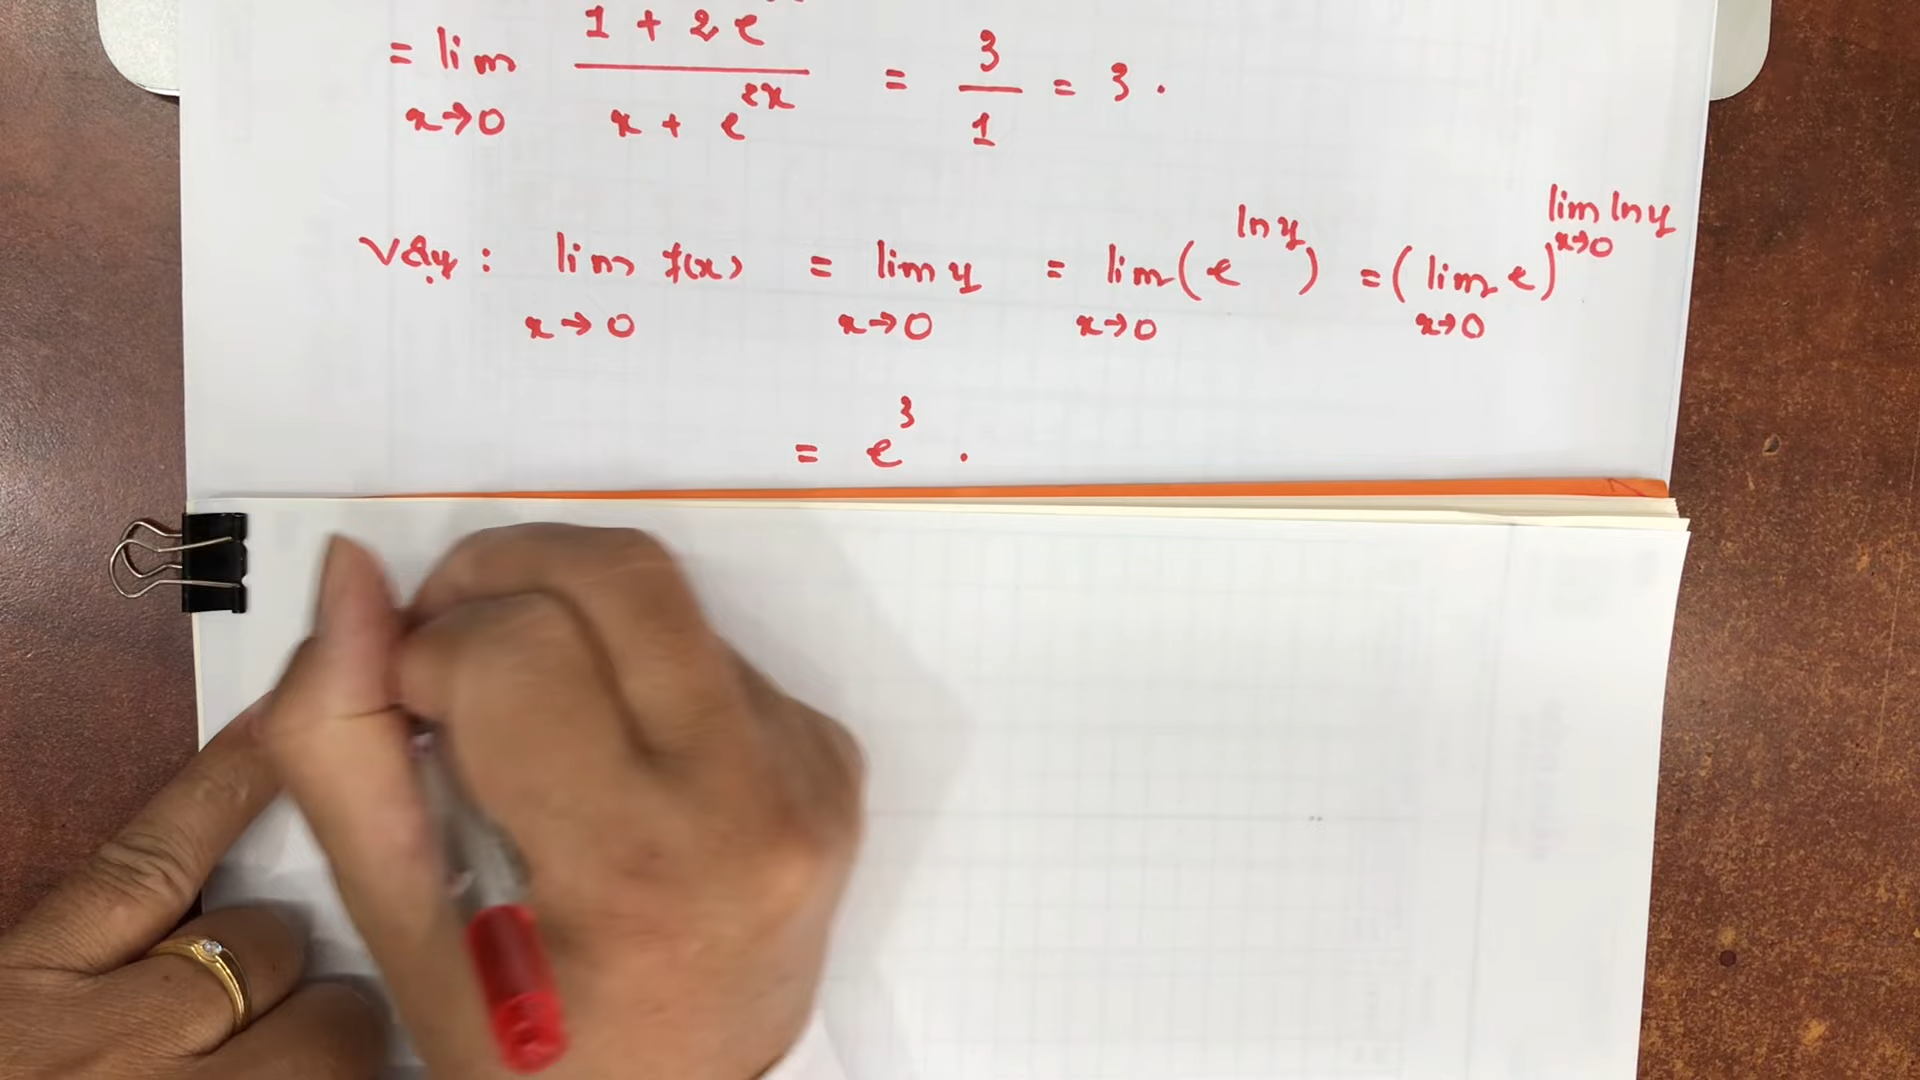 = lim x→0 (1 + 2e) / (x + e^{2x}) = 3/1 = 3.
Vậy : lim x→0 f(x) = lim x→0 y = lim x→0 (e^{ln y}) = (lim x→0 e)^{lim x→0 ln y}
= e^3 .